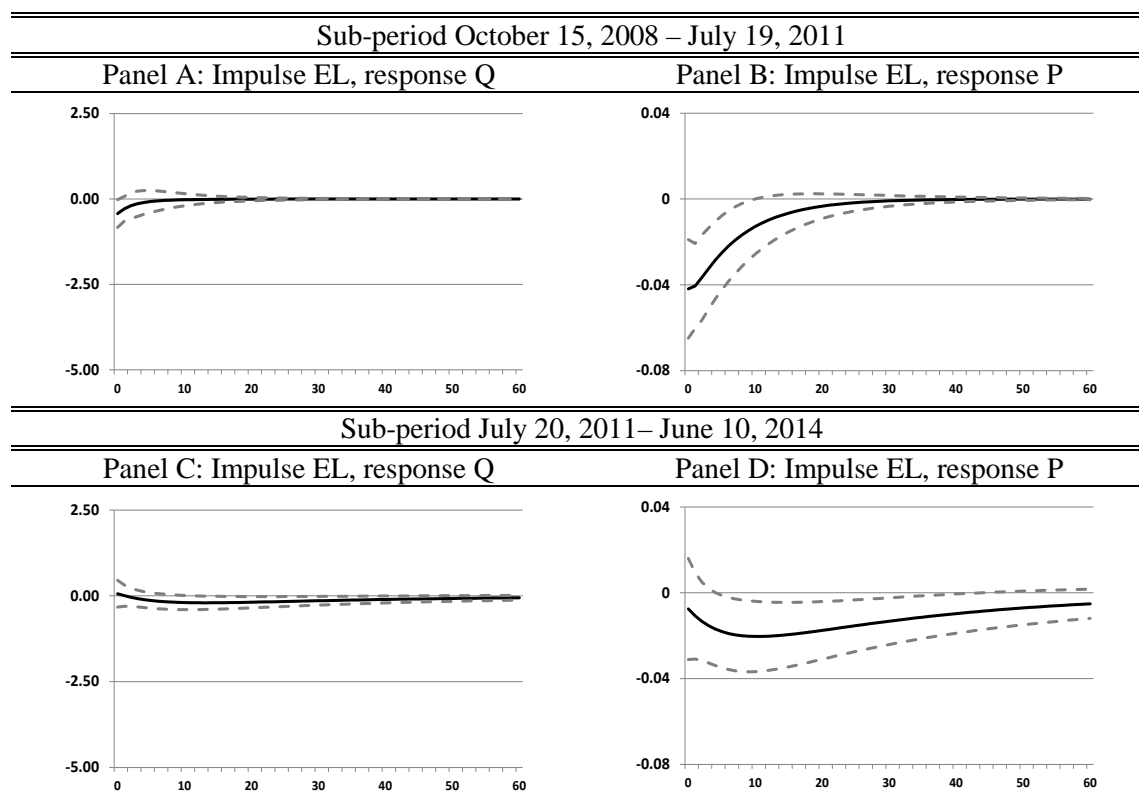 Sub-period October 15, 2008 – July 19, 2011
Panel A: Impulse EL, response Q
Panel B: Impulse EL, response P
2.50
0.00
-2.50
-5.00
0 10 20 30 40 50 60
0.04
0
-0.04
-0.08
0 10 20 30 40 50 60
Sub-period July 20, 2011– June 10, 2014
Panel C: Impulse EL, response Q
Panel D: Impulse EL, response P
2.50
0.00
-2.50
-5.00
0 10 20 30 40 50 60
0.04
0
-0.04
-0.08
0 10 20 30 40 50 60